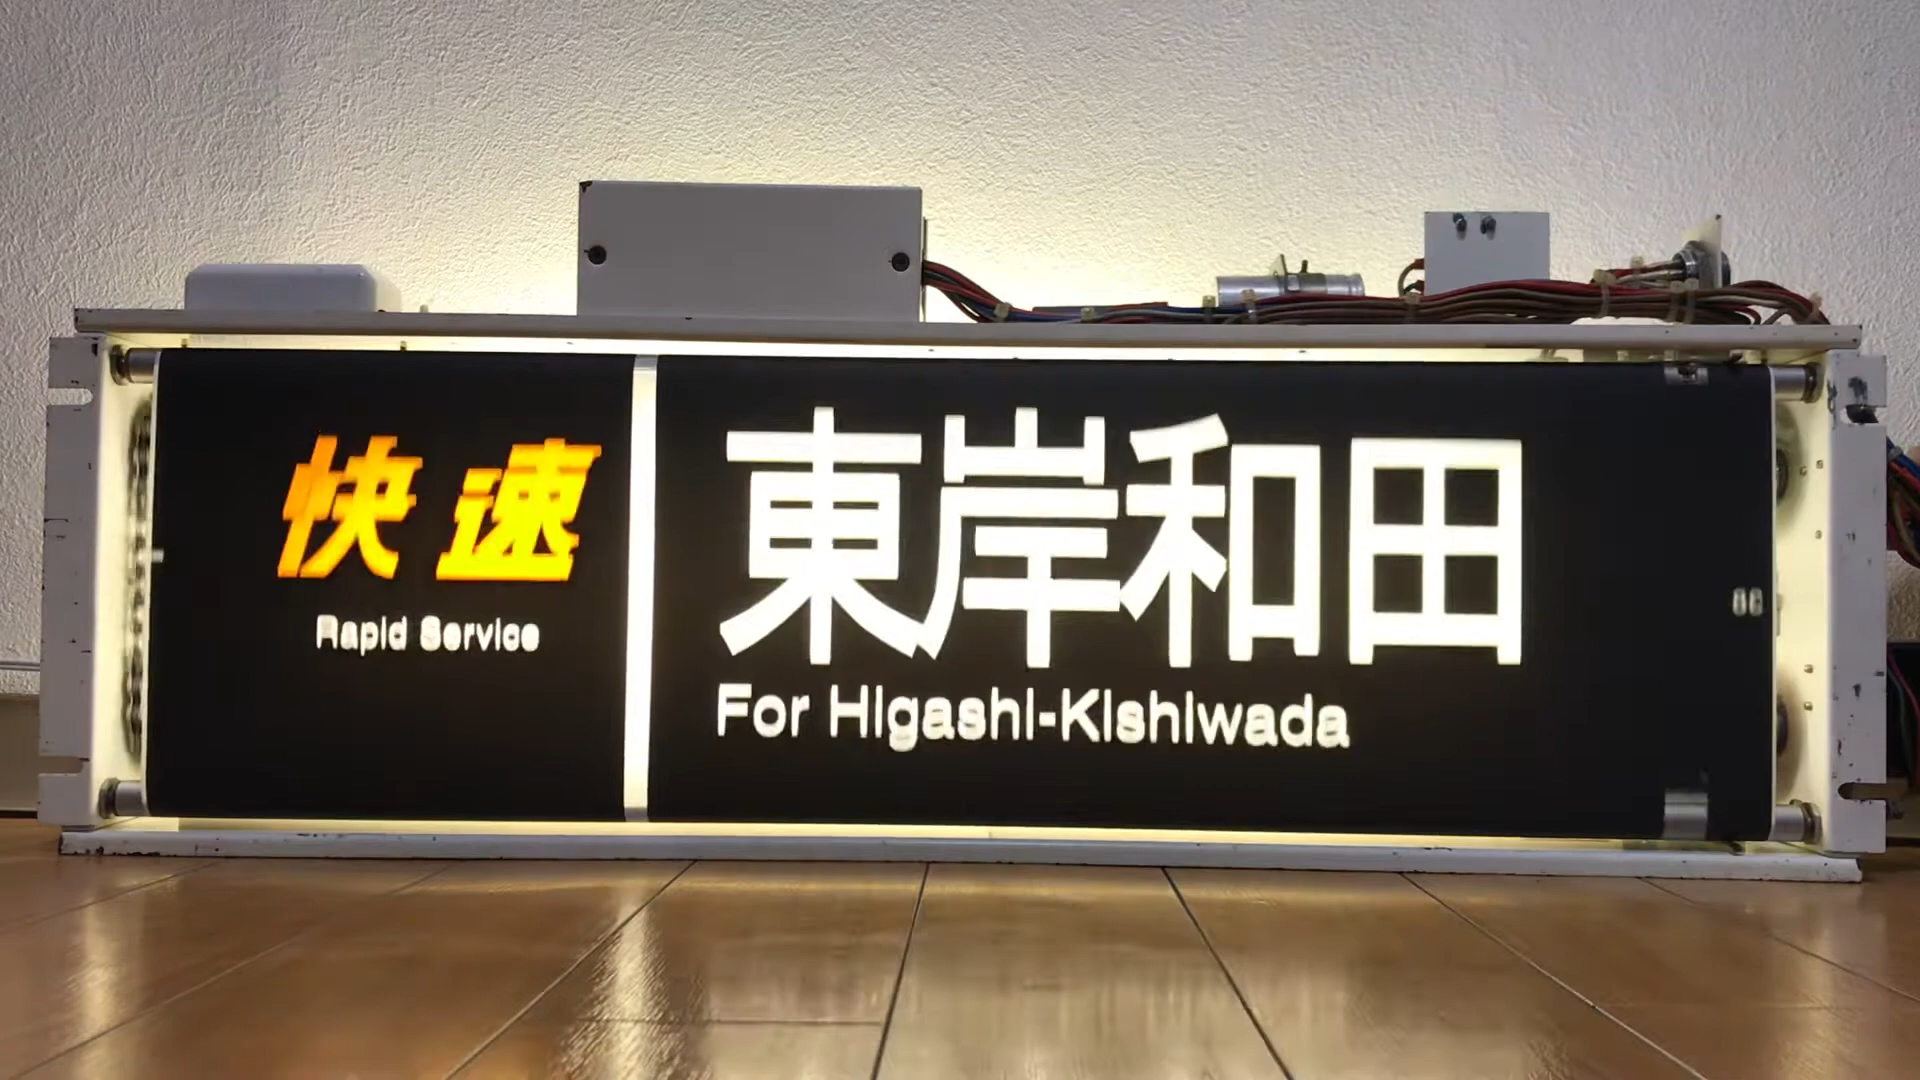 快速
Rapid Service
東岸和田
For Higashi-Kishiwada